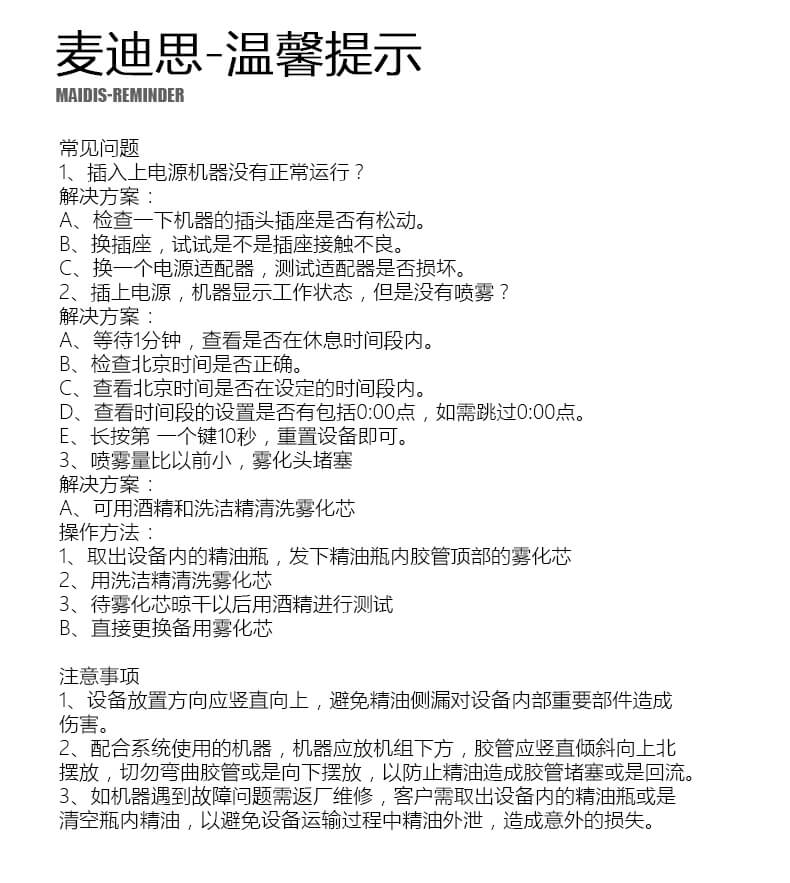 麦迪思-温馨提示
MAIDIS-REMINDER
常见问题
1、插入上电源机器没有正常运行？
解决方案：
A、检查一下机器的插头插座是否有松动。
B、换插座，试试是不是插座接触不良。
C、换一个电源适配器，测试适配器是否损坏。
2、插上电源，机器显示工作状态，但是没有喷雾？
解决方案：
A、等待1分钟，查看是否在休息时间段内。
B、检查北京时间是否正确。
C、查看北京时间是否在设定的时间段内。
D、查看时间段的设置是否有包括0:00点，如需跳过0:00点。
E、长按第 一个键10秒，重置设备即可。
3、喷雾量比以前小，雾化头堵塞
解决方案：
A、可用酒精和洗洁精清洗雾化芯
操作方法：
1、取出设备内的精油瓶，发下精油瓶内胶管顶部的雾化芯
2、用洗洁精清洗雾化芯
3、待雾化芯晾干以后用酒精进行测试
B、直接更换备用雾化芯
注意事项
1、设备放置方向应竖直向上，避免精油侧漏对设备内部重要部件造成
伤害。
2、配合系统使用的机器，机器应放机组下方，胶管应竖直倾斜向上北
摆放，切勿弯曲胶管或是向下摆放，以防止精油造成胶管堵塞或是回流。
3、如机器遇到故障问题需返厂维修，客户需取出设备内的精油瓶或是
清空瓶内精油，以避免设备运输过程中精油外泄，造成意外的损失。